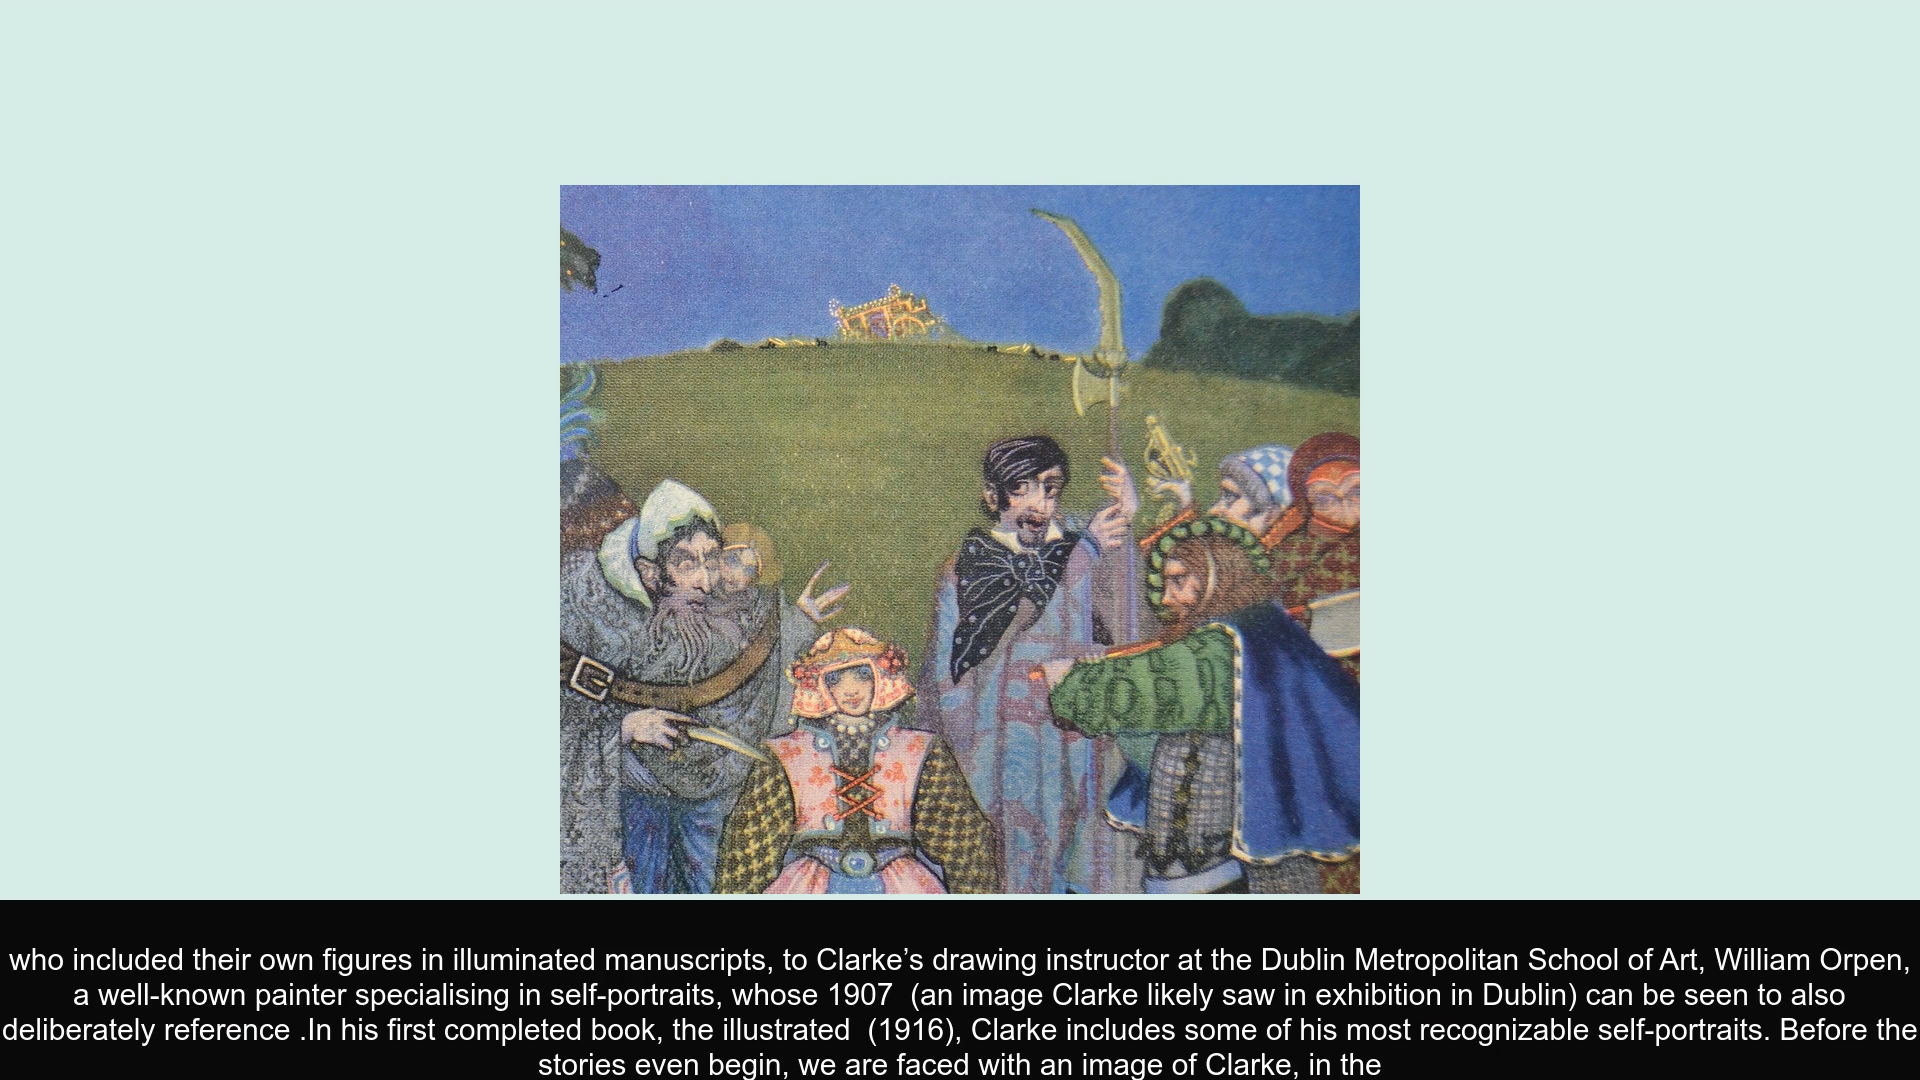 who included their own figures in illuminated manuscripts, to Clarke’s drawing instructor at the Dublin Metropolitan School of Art, William Orpen,
a well-known painter specialising in self-portraits, whose 1907  (an image Clarke likely saw in exhibition in Dublin) can be seen to also
deliberately reference .In his first completed book, the illustrated  (1916), Clarke includes some of his most recognizable self-portraits. Before the
stories even begin, we are faced with an image of Clarke, in the